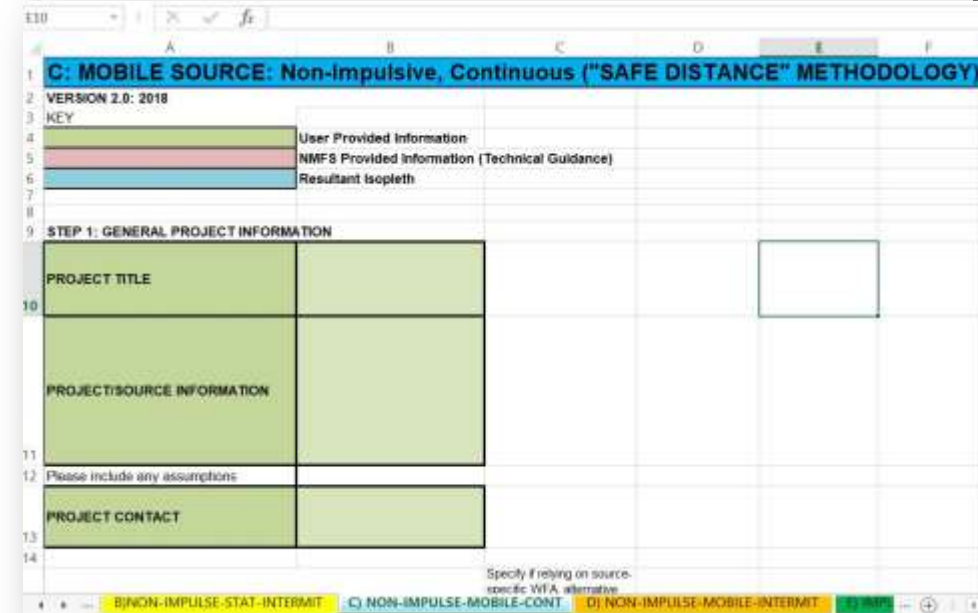 E10
fx
A B C D E F
1 C: MOBILE SOURCE: Non-Impulsive, Continuous ("SAFE DISTANCE" METHODOLOGY)
2 VERSION 2.0: 2018
3 KEY
4 User Provided Information
5 NMFS Provided Information (Technical Guidance)
6 Resultant Isopleth
7
8
9 STEP 1: GENERAL PROJECT INFORMATION
PROJECT TITLE
10
PROJECT/SOURCE INFORMATION
11
12 Please include any assumptions
PROJECT CONTACT
13
14
Specify if relying on source-
specific WFA, alternative
B)NON-IMPULSE-STAT-INTERMIT C) NON-IMPULSE-MOBILE-CONT D) NON-IMPULSE-MOBILE-INTERMIT E) IMPU ...